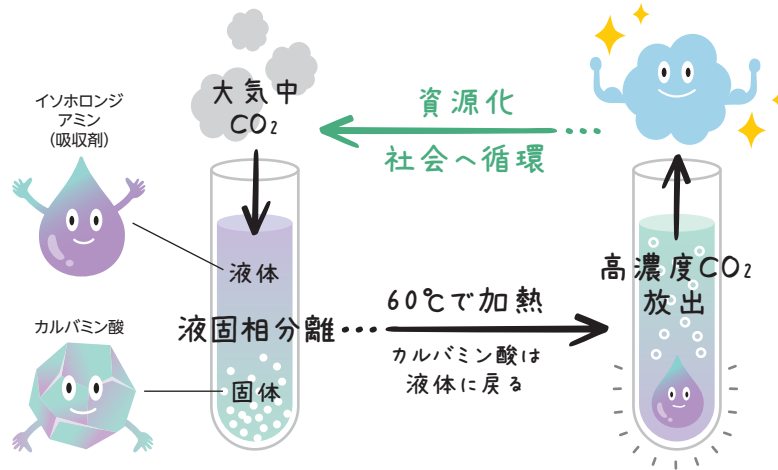 イソホロンジ
アミン
（吸収剤）
大気中
CO2
資源化
社会へ循環
液体
カルバミン酸
液固相分離
固体
60℃で加熱
カルバミン酸は
液体に戻る
高濃度CO2
放出